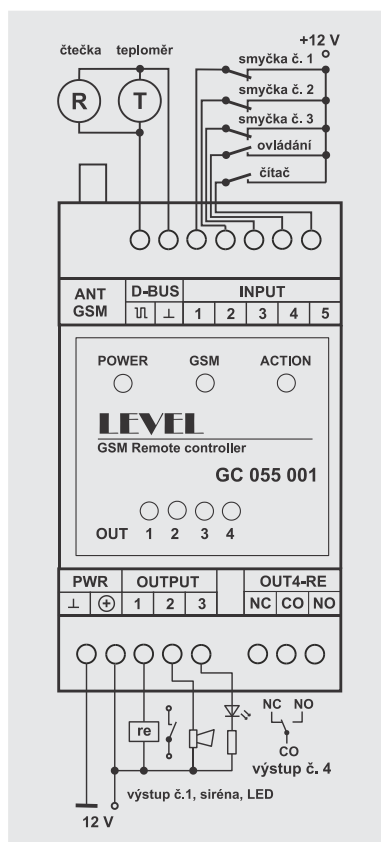 +12 V
čtečka teploměr
smyčka č. 1
R T
smyčka č. 2
smyčka č. 3
ovládání
čítač
ANT GSM
D-BUS
INPUT
⊥ 1 2 3 4 5
POWER GSM ACTION
LEVEL
GSM Remote controller
GC 055 001
OUT 1 2 3 4
PWR OUTPUT OUT4-RE
⊥ + 1 2 3 NC CO NO
re
NC NO
CO
výstup č. 4
výstup č.1, siréna, LED
12 V